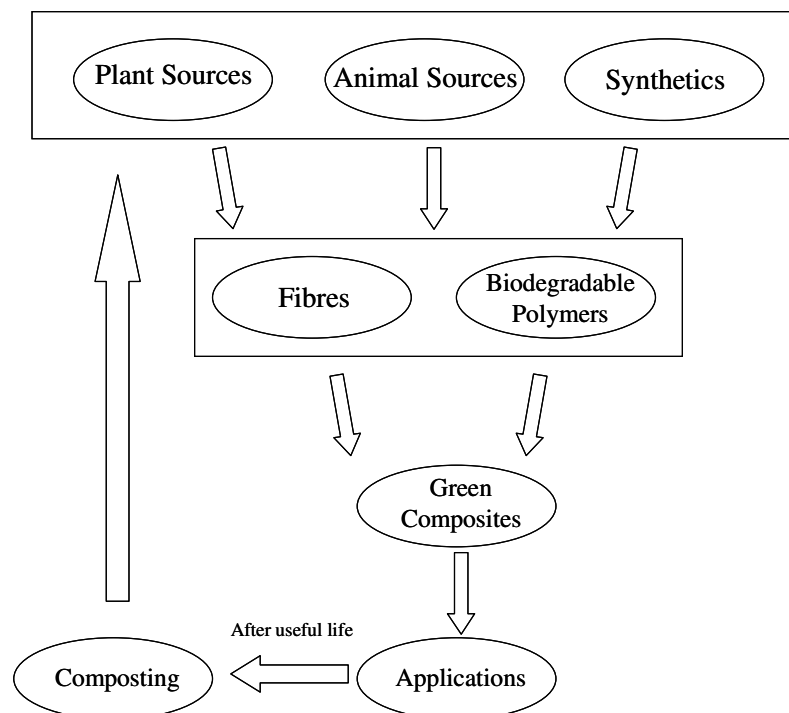 Plant Sources
Animal Sources
Synthetics
Fibres
Biodegradable
Polymers
Green
Composites
After useful life
Composting
Applications